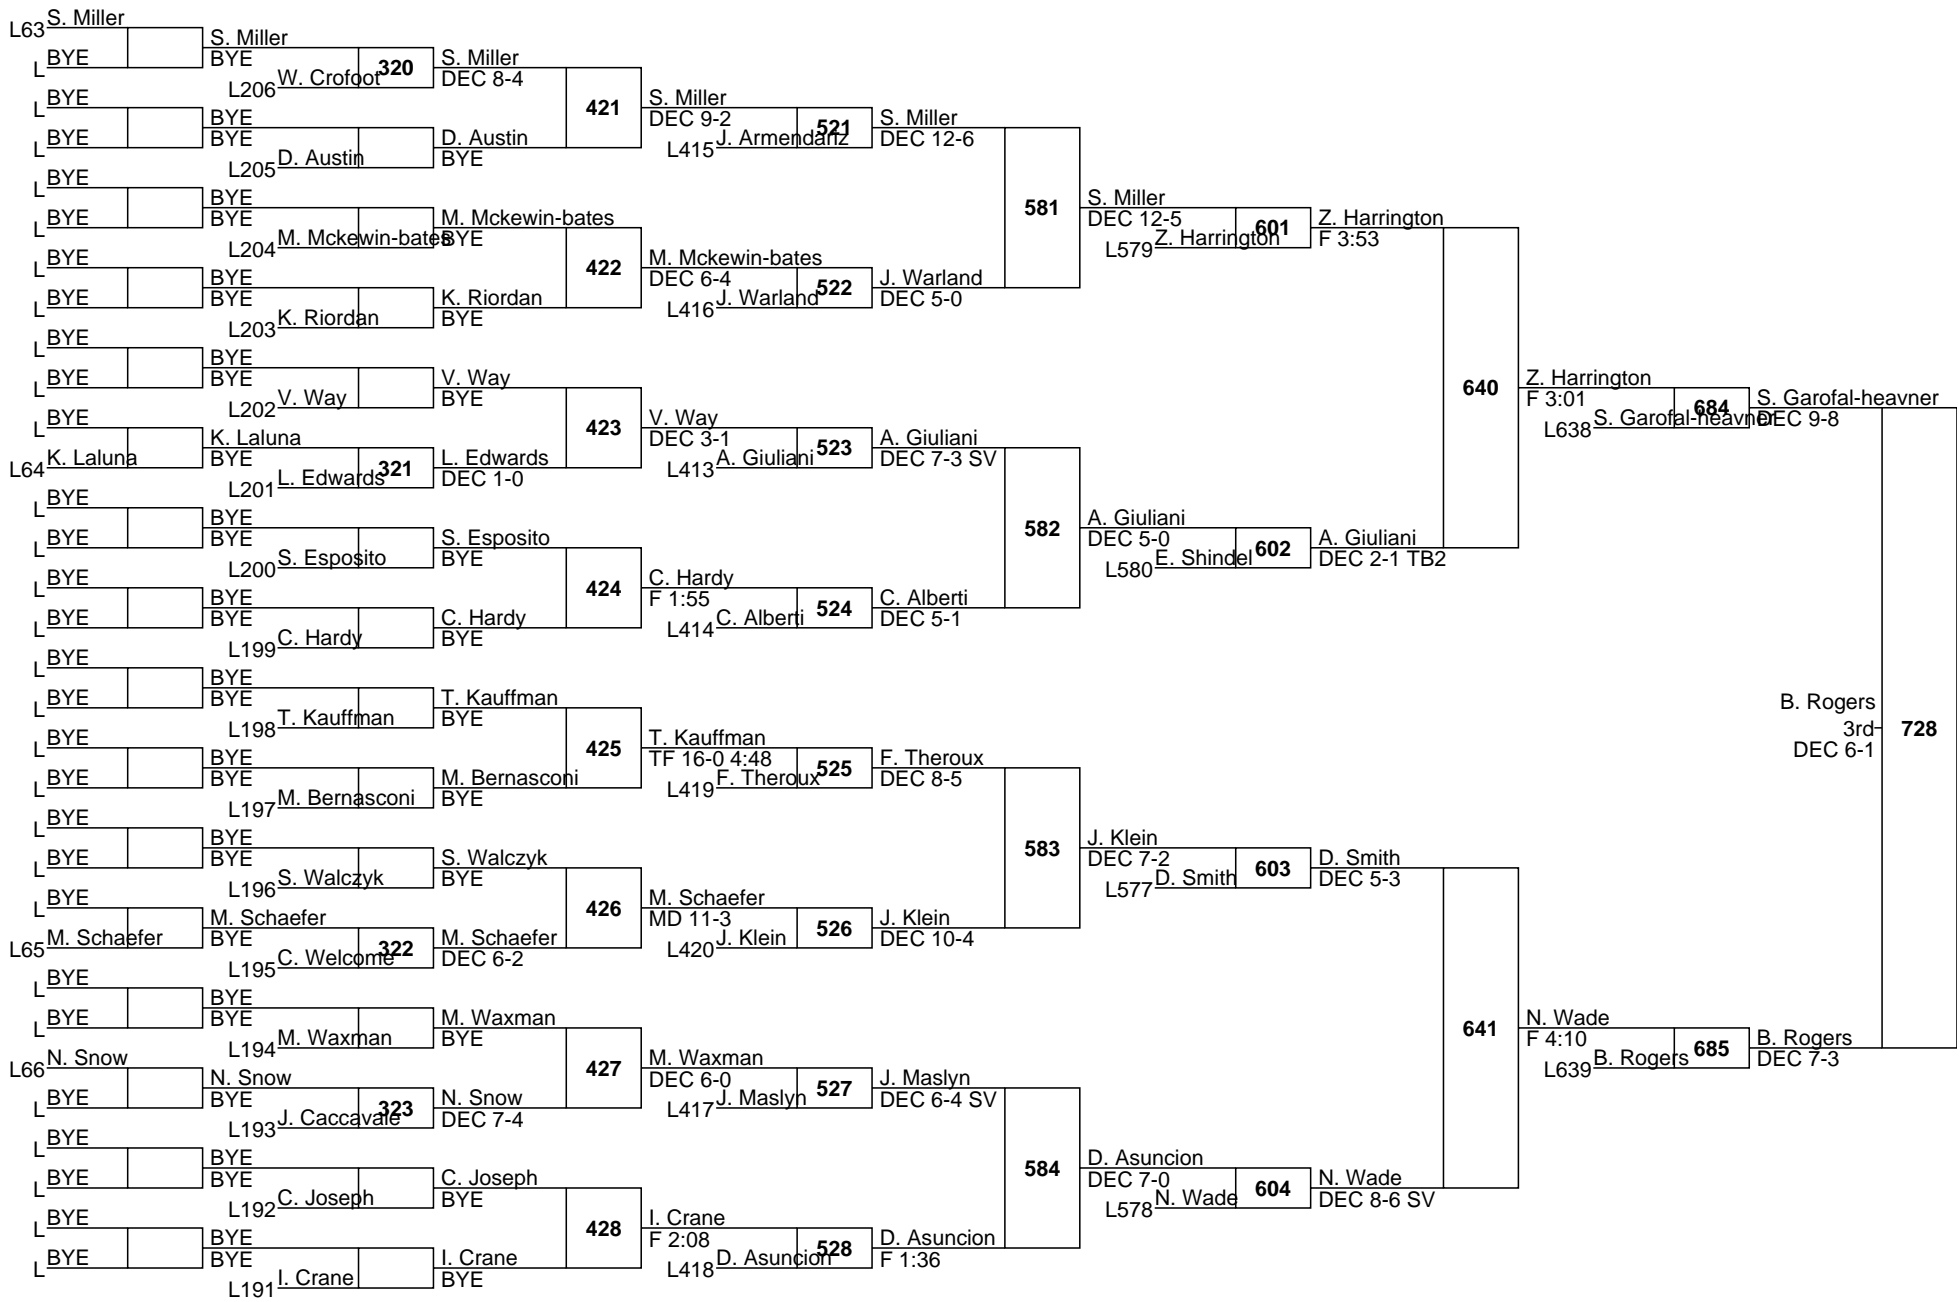 S. Miller
L63
BYE
L
BYE
L
BYE
L
BYE
L
BYE
L
BYE
L
BYE
L
BYE
L
BYE
L
BYE
L
K. Laluna
L64
BYE
L
BYE
L
BYE
L
BYE
L
BYE
L
BYE
L
BYE
L
BYE
L
BYE
L
BYE
L
BYE
L
M. Schaefer
L65
BYE
L
BYE
L
N. Snow
L66
BYE
L
BYE
L
BYE
L
BYE
L
BYE
L
S. Miller
BYE
L206
W. Crofoot
320
BYE
BYE
L205
D. Austin
BYE
BYE
L204
M. Mckewin-bates
BYE
BYE
L203
K. Riordan
BYE
BYE
L202
V. Way
K. Laluna
BYE
L201
L. Edwards
321
BYE
BYE
L200
S. Esposito
BYE
BYE
L199
C. Hardy
BYE
BYE
L198
T. Kauffman
BYE
BYE
L197
M. Bernasconi
BYE
BYE
L196
S. Walczyk
M. Schaefer
BYE
L195
C. Welcome
322
BYE
BYE
L194
M. Waxman
N. Snow
BYE
L193
J. Caccavale
323
BYE
BYE
L192
C. Joseph
BYE
BYE
L191
I. Crane
S. Miller
DEC 8-4
421
D. Austin
BYE
M. Mckewin-bates
BYE
422
K. Riordan
BYE
V. Way
BYE
423
L. Edwards
DEC 1-0
S. Esposito
BYE
424
C. Hardy
BYE
T. Kauffman
BYE
425
M. Bernasconi
BYE
S. Walczyk
BYE
426
M. Schaefer
DEC 6-2
M. Waxman
BYE
427
N. Snow
DEC 7-4
C. Joseph
BYE
428
I. Crane
BYE
S. Miller
DEC 9-2
L415
J. Armendariz
521
M. Mckewin-bates
DEC 6-4
L416
J. Warland
522
V. Way
DEC 3-1
L413
A. Giuliani
523
C. Hardy
F 1:55
L414
C. Alberti
524
T. Kauffman
TF 16-0 4:48
L419
F. Theroux
525
M. Schaefer
MD 11-3
L420
J. Klein
526
M. Waxman
DEC 6-0
L417
J. Maslyn
527
I. Crane
F 2:08
L418
D. Asuncion
528
S. Miller
DEC 12-6
581
J. Warland
DEC 5-0
A. Giuliani
DEC 7-3 SV
582
C. Alberti
DEC 5-1
F. Theroux
DEC 8-5
583
J. Klein
DEC 10-4
J. Maslyn
DEC 6-4 SV
584
D. Asuncion
F 1:36
S. Miller
DEC 12-5
L579
Z. Harrington
601
A. Giuliani
DEC 5-0
L580
E. Shindel
602
J. Klein
DEC 7-2
L577
D. Smith
603
D. Asuncion
DEC 7-0
L578
N. Wade
604
Z. Harrington
F 3:53
640
A. Giuliani
DEC 2-1 TB2
D. Smith
DEC 5-3
641
N. Wade
DEC 8-6 SV
Z. Harrington
F 3:01
L638
S. Garofal-heavner
684
N. Wade
F 4:10
L639
B. Rogers
685
S. Garofal-heavner
DEC 9-8
B. Rogers
3rd
DEC 6-1
728
B. Rogers
DEC 7-3